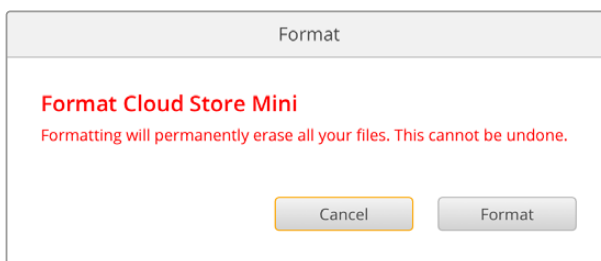 Format
Format Cloud Store Mini
Formatting will permanently erase all your files. This cannot be undone.
Cancel
Format